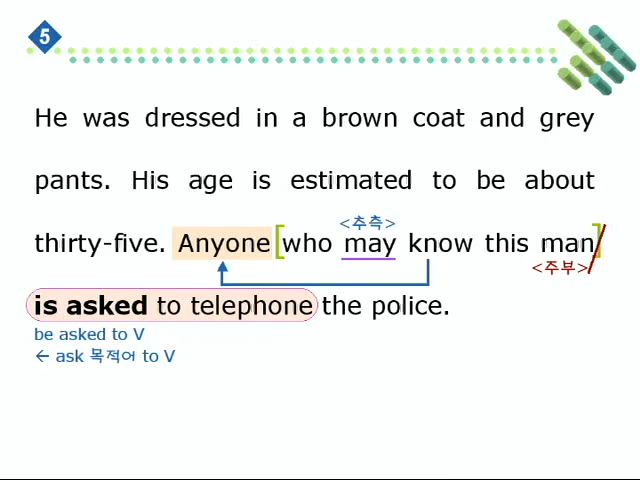 5
He was dressed in a brown coat and grey
pants. His age is estimated to be about
<추측>
thirty-five. Anyone [who may know this man]
<주부>
is asked to telephone the police.
be asked to V
← ask 목적어 to V